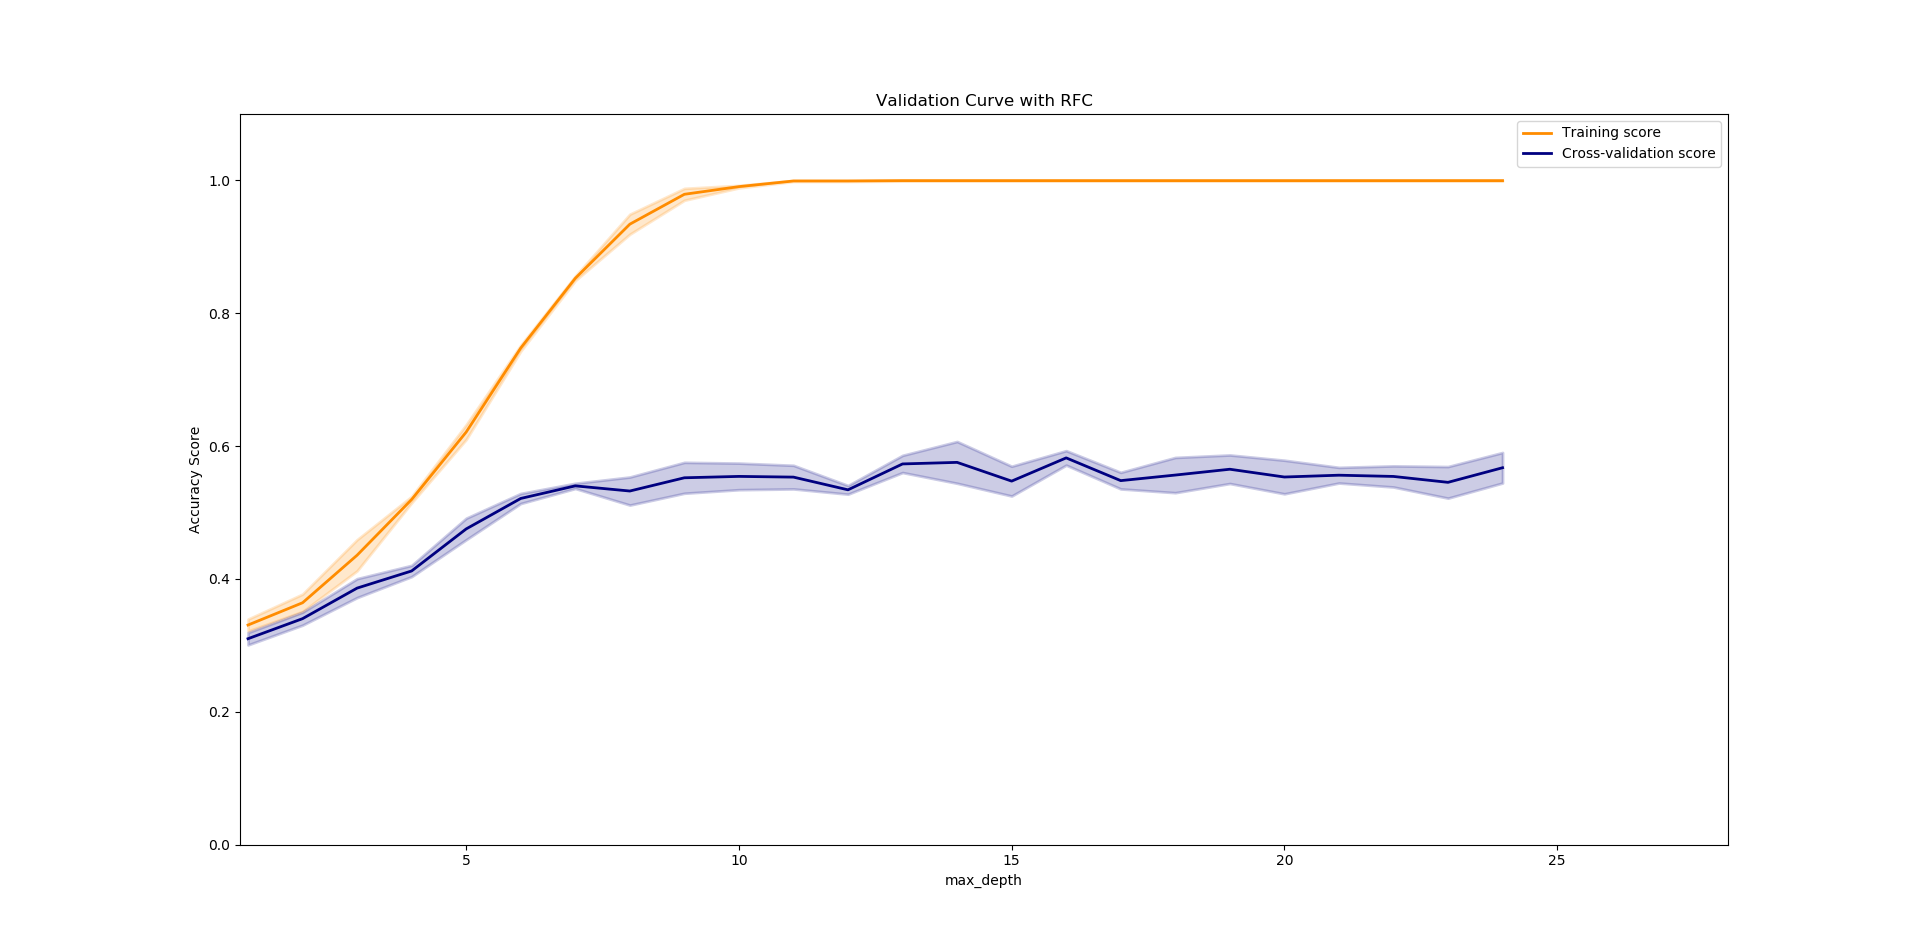 Validation Curve with RFC
Training score
Cross-validation score
Accuracy Score
1.0
0.8
0.6
0.4
0.2
0.0
5
10
15
20
25
max_depth